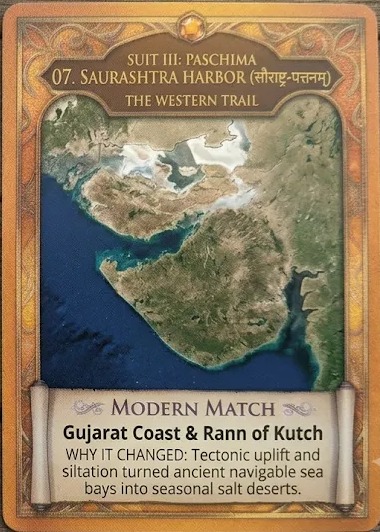 SUIT III: PASCHIMA
07. SAURASHTRA HARBOR (सौराष्ट्र-पत्तनम्)
THE WESTERN TRAIL
MODERN MATCH
Gujarat Coast & Rann of Kutch
WHY IT CHANGED: Tectonic uplift and
siltation turned ancient navigable sea
bays into seasonal salt deserts.